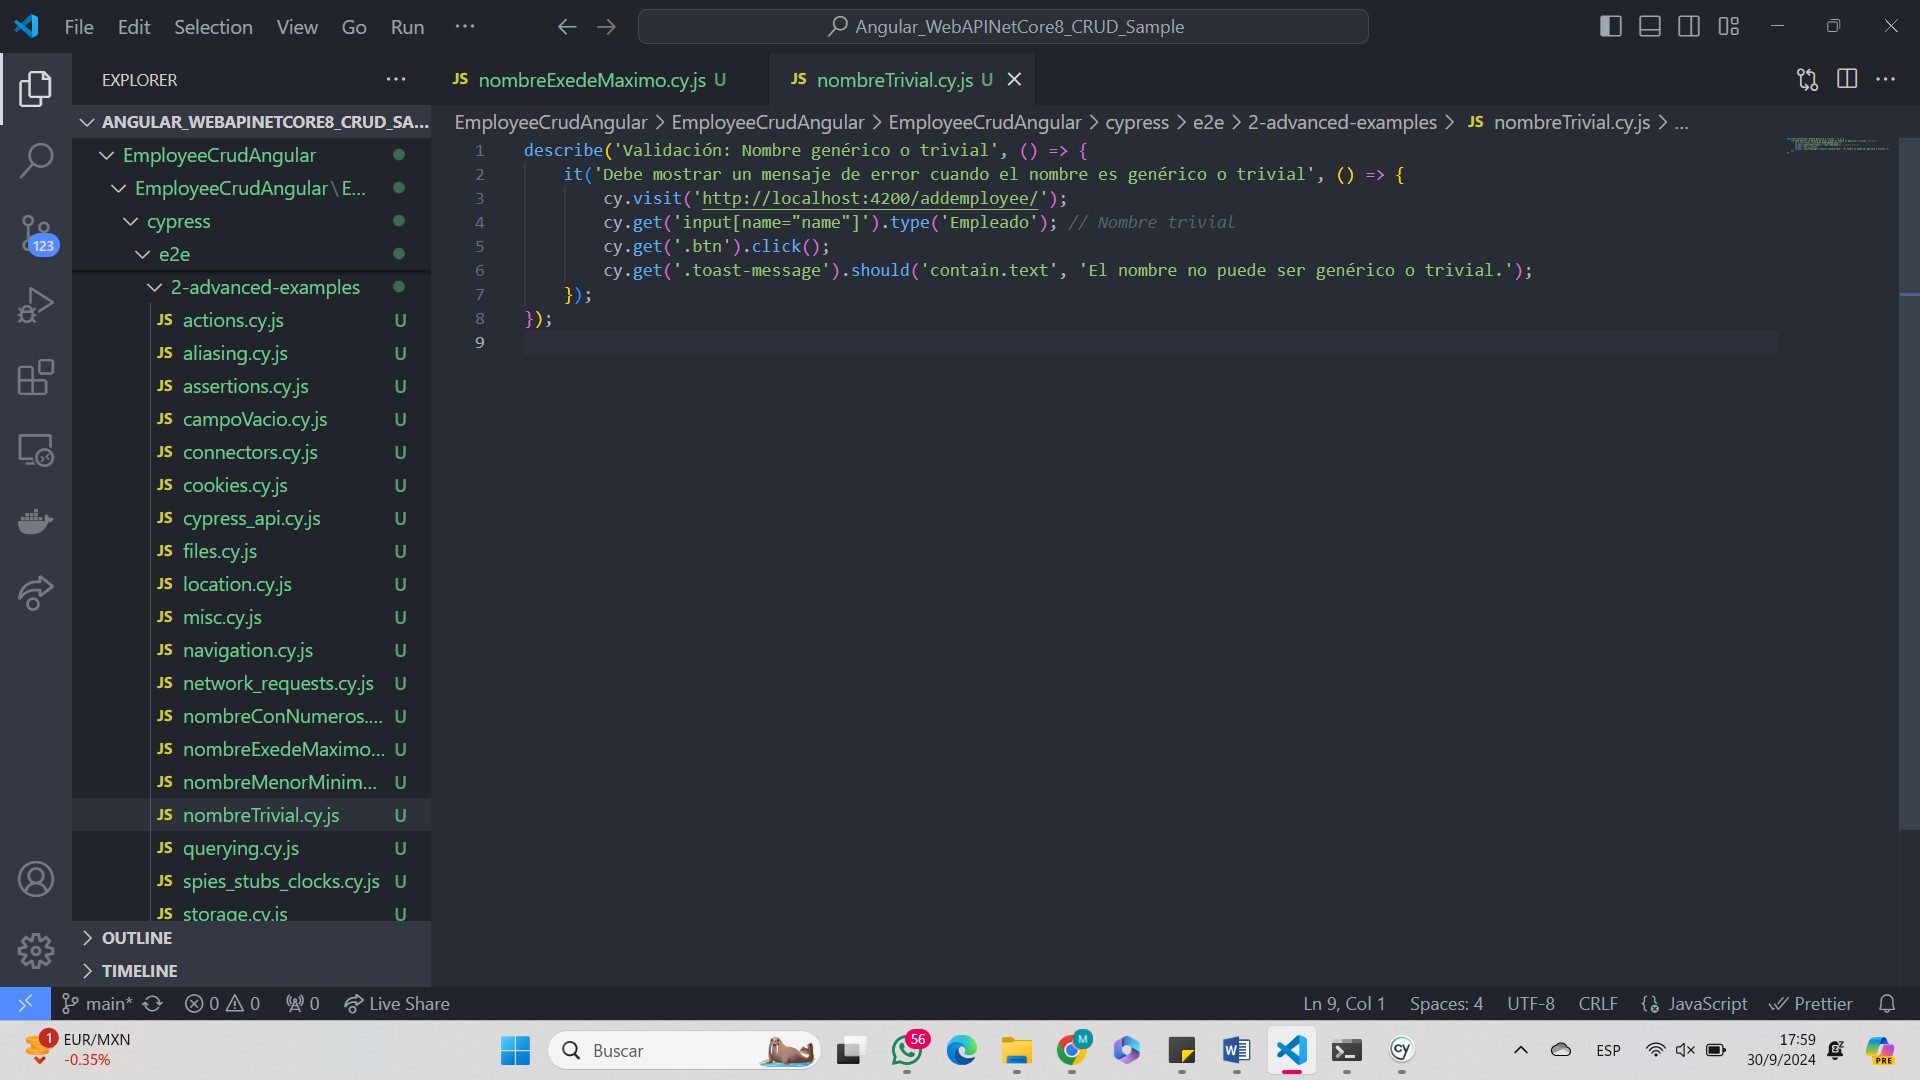 File Edit Selection View Go Run ···
Angular_WebAPINetCore8_CRUD_Sample
EXPLORER ···
JS nombreExedeMaximo.cy.js U
JS nombreTrivial.cy.js U
ANGULAR_WEBAPINETCORE8_CRUD_SA...
EmployeeCrudAngular > EmployeeCrudAngular > EmployeeCrudAngular > cypress > e2e > 2-advanced-examples > JS nombreTrivial.cy.js > ...
EmployeeCrudAngular
EmployeeCrudAngular\E...
cypress
e2e
2-advanced-examples
JS actions.cy.js U
JS aliasing.cy.js U
JS assertions.cy.js U
JS campoVacio.cy.js U
JS connectors.cy.js U
JS cookies.cy.js U
JS cypress_api.cy.js U
JS files.cy.js U
JS location.cy.js U
JS misc.cy.js U
JS navigation.cy.js U
JS network_requests.cy.js U
JS nombreConNumeros.... U
JS nombreExedeMaximo... U
JS nombreMenorMinim... U
JS nombreTrivial.cy.js U
JS querying.cy.js U
JS spies_stubs_clocks.cy.js U
JS storage.cy.js U
OUTLINE
TIMELINE
1 describe('Validación: Nombre genérico o trivial', () => {
2 it('Debe mostrar un mensaje de error cuando el nombre es genérico o trivial', () => {
3 cy.visit('http://localhost:4200/addemployee/');
4 cy.get('input[name="name"]').type('Empleado'); // Nombre trivial
5 cy.get('.btn').click();
6 cy.get('.toast-message').should('contain.text', 'El nombre no puede ser genérico o trivial.');
7 });
8 });
9
123
main* 0 0 0 Live Share
Ln 9, Col 1 Spaces: 4 UTF-8 CRLF {} JavaScript Prettier
1 EUR/MXN
-0.35%
Buscar
56
M
cy
ESP
17:59
30/9/2024
PRE